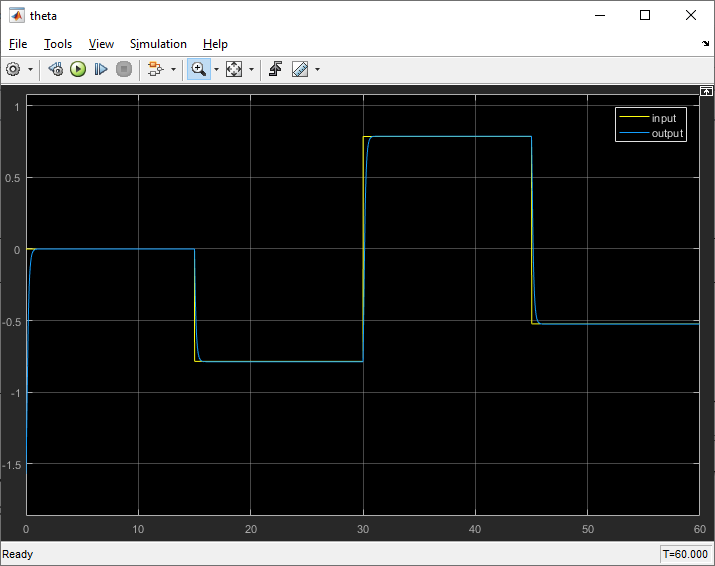 theta
File Tools View Simulation Help
input
output
1
0.5
0
-0.5
-1
-1.5
0 10 20 30 40 50 60
Ready T=60.000